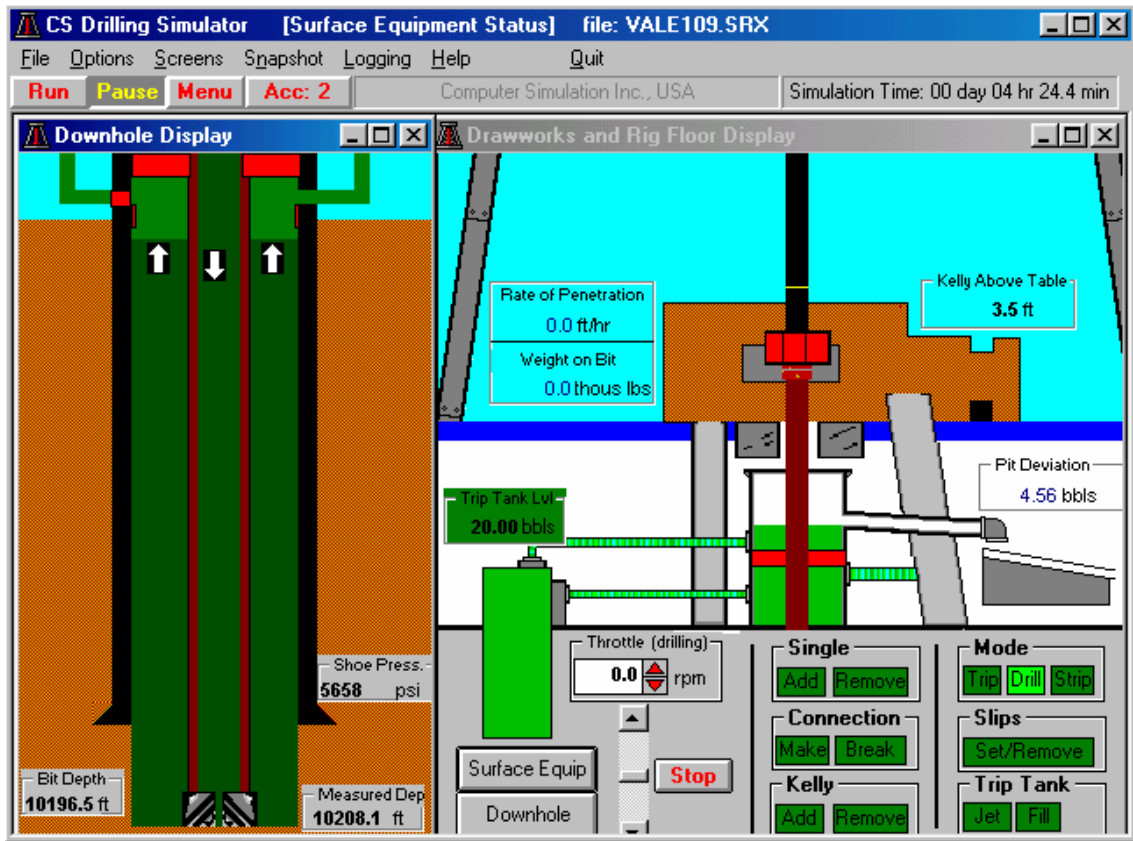 CS Drilling Simulator [Surface Equipment Status] file: VALE109.SRX
File Options Screens Snapshot Logging Help Quit
Run Pause Menu Acc: 2 Computer Simulation Inc., USA Simulation Time: 00 day 04 hr 24.4 min
Downhole Display
Shoe Press.
5658 psi
Bit Depth
10196.5 ft
Measured Dep
10208.1 ft
Drawworks and Rig Floor Display
Rate of Penetration
0.0 ft/hr
Weight on Bit
0.0 thous lbs
Kelly Above Table
3.5 ft
Pit Deviation
4.56 bbls
Trip Tank Lvl
20.00 bbls
Throttle (drilling)
0.0 rpm
Surface Equip
Downhole
Stop
Single
Add Remove
Connection
Make Break
Kelly
Add Remove
Mode
Trip Drill Strip
Slips
Set/Remove
Trip Tank
Jet Fill